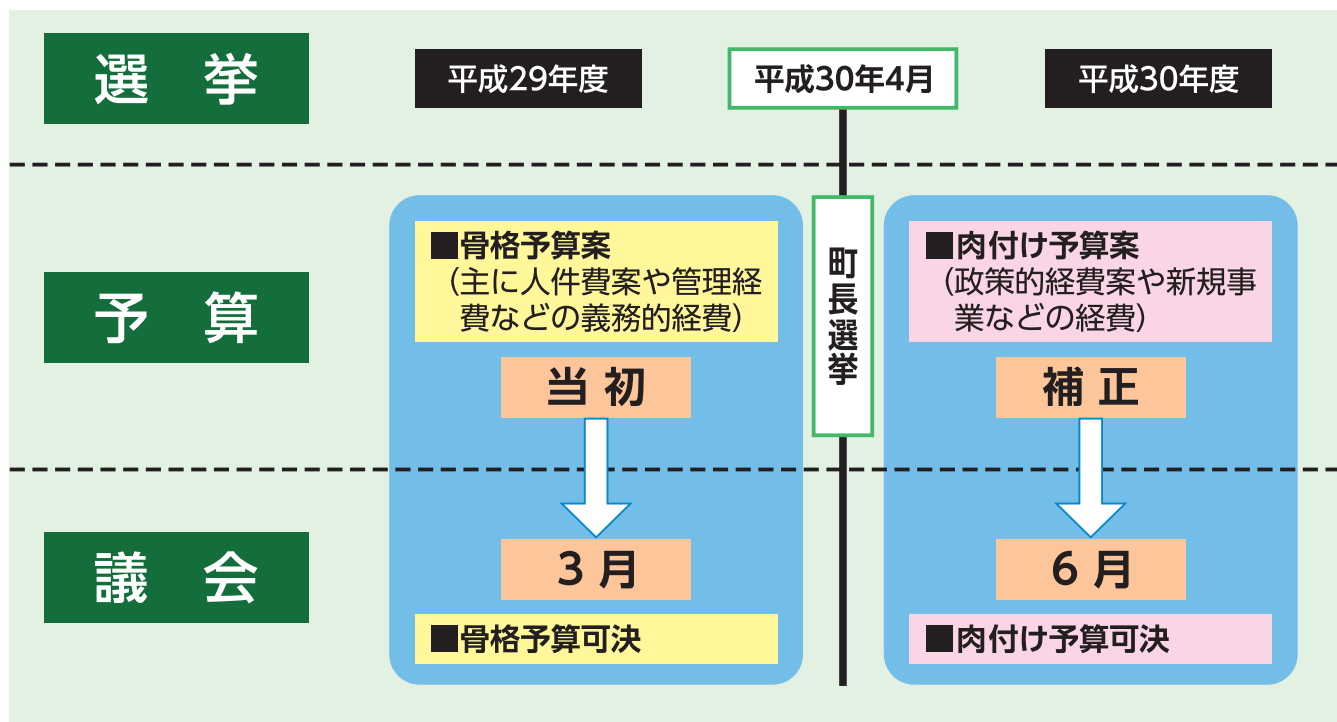 選　挙
平成29年度
平成30年4月
平成30年度
予　算
■骨格予算案
（主に人件費案や管理経
費などの義務的経費）
当 初
町長選挙
■肉付け予算案
（政策的経費案や新規事
業などの経費）
補 正
議　会
3 月
■骨格予算可決
6 月
■肉付け予算可決